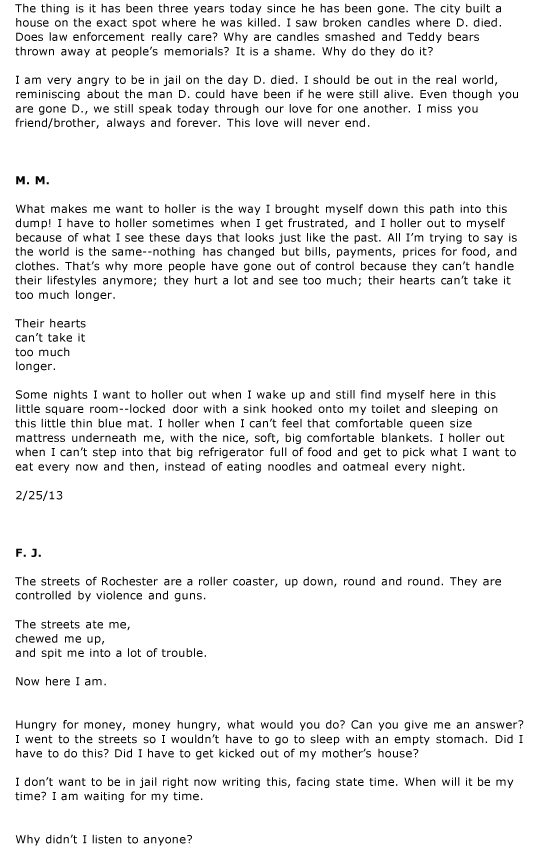 The thing is it has been three years today since he has been gone. The city built a
house on the exact spot where he was killed. I saw broken candles where D. died.
Does law enforcement really care? Why are candles smashed and Teddy bears
thrown away at people’s memorials? It is a shame. Why do they do it?
I am very angry to be in jail on the day D. died. I should be out in the real world,
reminiscing about the man D. could have been if he were still alive. Even though you
are gone D., we still speak today through our love for one another. I miss you
friend/brother, always and forever. This love will never end.
M. M.
What makes me want to holler is the way I brought myself down this path into this
dump! I have to holler sometimes when I get frustrated, and I holler out to myself
because of what I see these days that looks just like the past. All I’m trying to say is
the world is the same--nothing has changed but bills, payments, prices for food, and
clothes. That’s why more people have gone out of control because they can’t handle
their lifestyles anymore; they hurt a lot and see too much; their hearts can’t take it
too much longer.
Their hearts
can’t take it
too much
longer.
Some nights I want to holler out when I wake up and still find myself here in this
little square room--locked door with a sink hooked onto my toilet and sleeping on
this little thin blue mat. I holler when I can’t feel that comfortable queen size
mattress underneath me, with the nice, soft, big comfortable blankets. I holler out
when I can’t step into that big refrigerator full of food and get to pick what I want to
eat every now and then, instead of eating noodles and oatmeal every night.
2/25/13
F. J.
The streets of Rochester are a roller coaster, up down, round and round. They are
controlled by violence and guns.
The streets ate me,
chewed me up,
and spit me into a lot of trouble.
Now here I am.
Hungry for money, money hungry, what would you do? Can you give me an answer?
I went to the streets so I wouldn’t have to go to sleep with an empty stomach. Did I
have to do this? Did I have to get kicked out of my mother’s house?
I don’t want to be in jail right now writing this, facing state time. When will it be my
time? I am waiting for my time.
Why didn’t I listen to anyone?